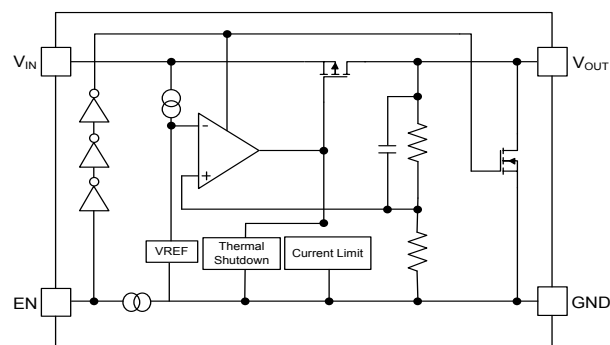 VIN
VOUT
-
+
VREF
Thermal
Shutdown
Current Limit
EN
GND